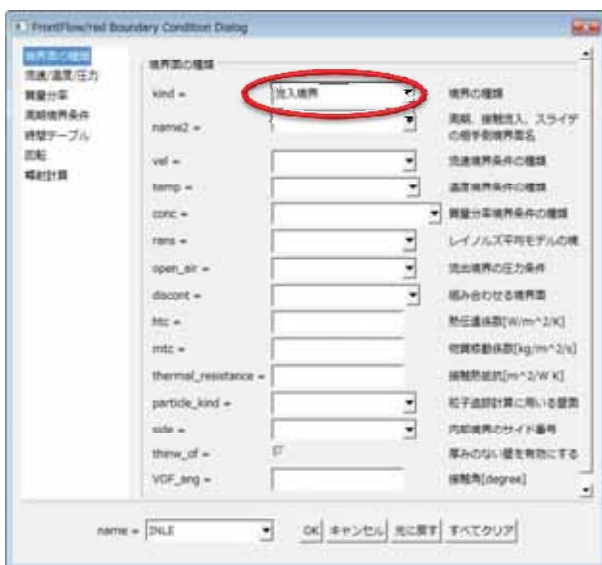 FrontFlow/red Boundary Condition Dialog
境界面の種類
流速/温度/圧力
質量分率
周期境界条件
時間テーブル
回転
輻射計算
境界面の種類
kind = 流入境界 境界の種類
name2 = 周期、接触流入、スライデ
の相手側境界面名
vel = 流速境界条件の種類
temp = 温度境界条件の種類
conc = 質量分率境界条件の種類
rans = レイノルズ平均モデルの境
open_air = 流出境界の圧力条件
discont = 組み合わせる境界面
htc = 熱伝達係数[W/m^2/K]
mtc = 物質移動係数[kg/m^2/s]
thermal_resistance = 接触熱抵抗[m^2/W K]
particle_kind = 粒子追跡計算に用いる壁面
side = 内部境界のサイド番号
thinw_of = 厚みのない壁を有効にする
VOF_ang = 接触角[degree]
name = INLE OK キャンセル 元に戻す すべてクリア